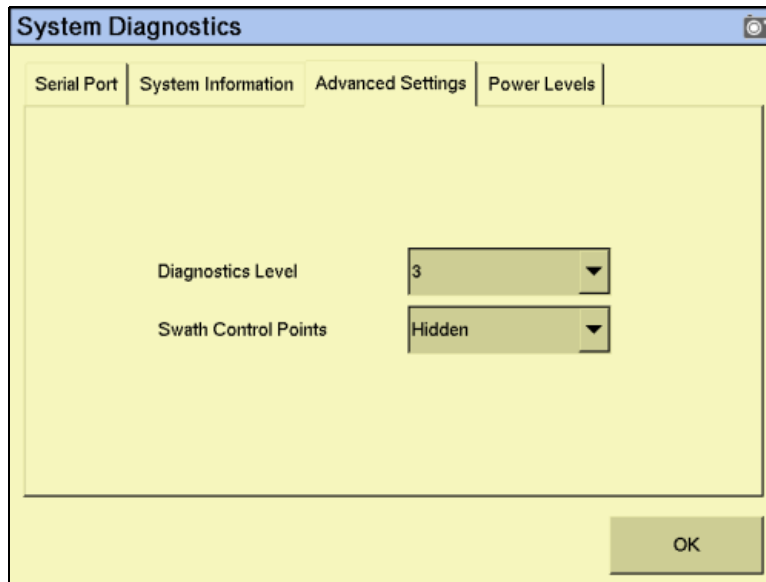 System Diagnostics
Serial Port System Information Advanced Settings Power Levels
Diagnostics Level 3
Swath Control Points Hidden
OK